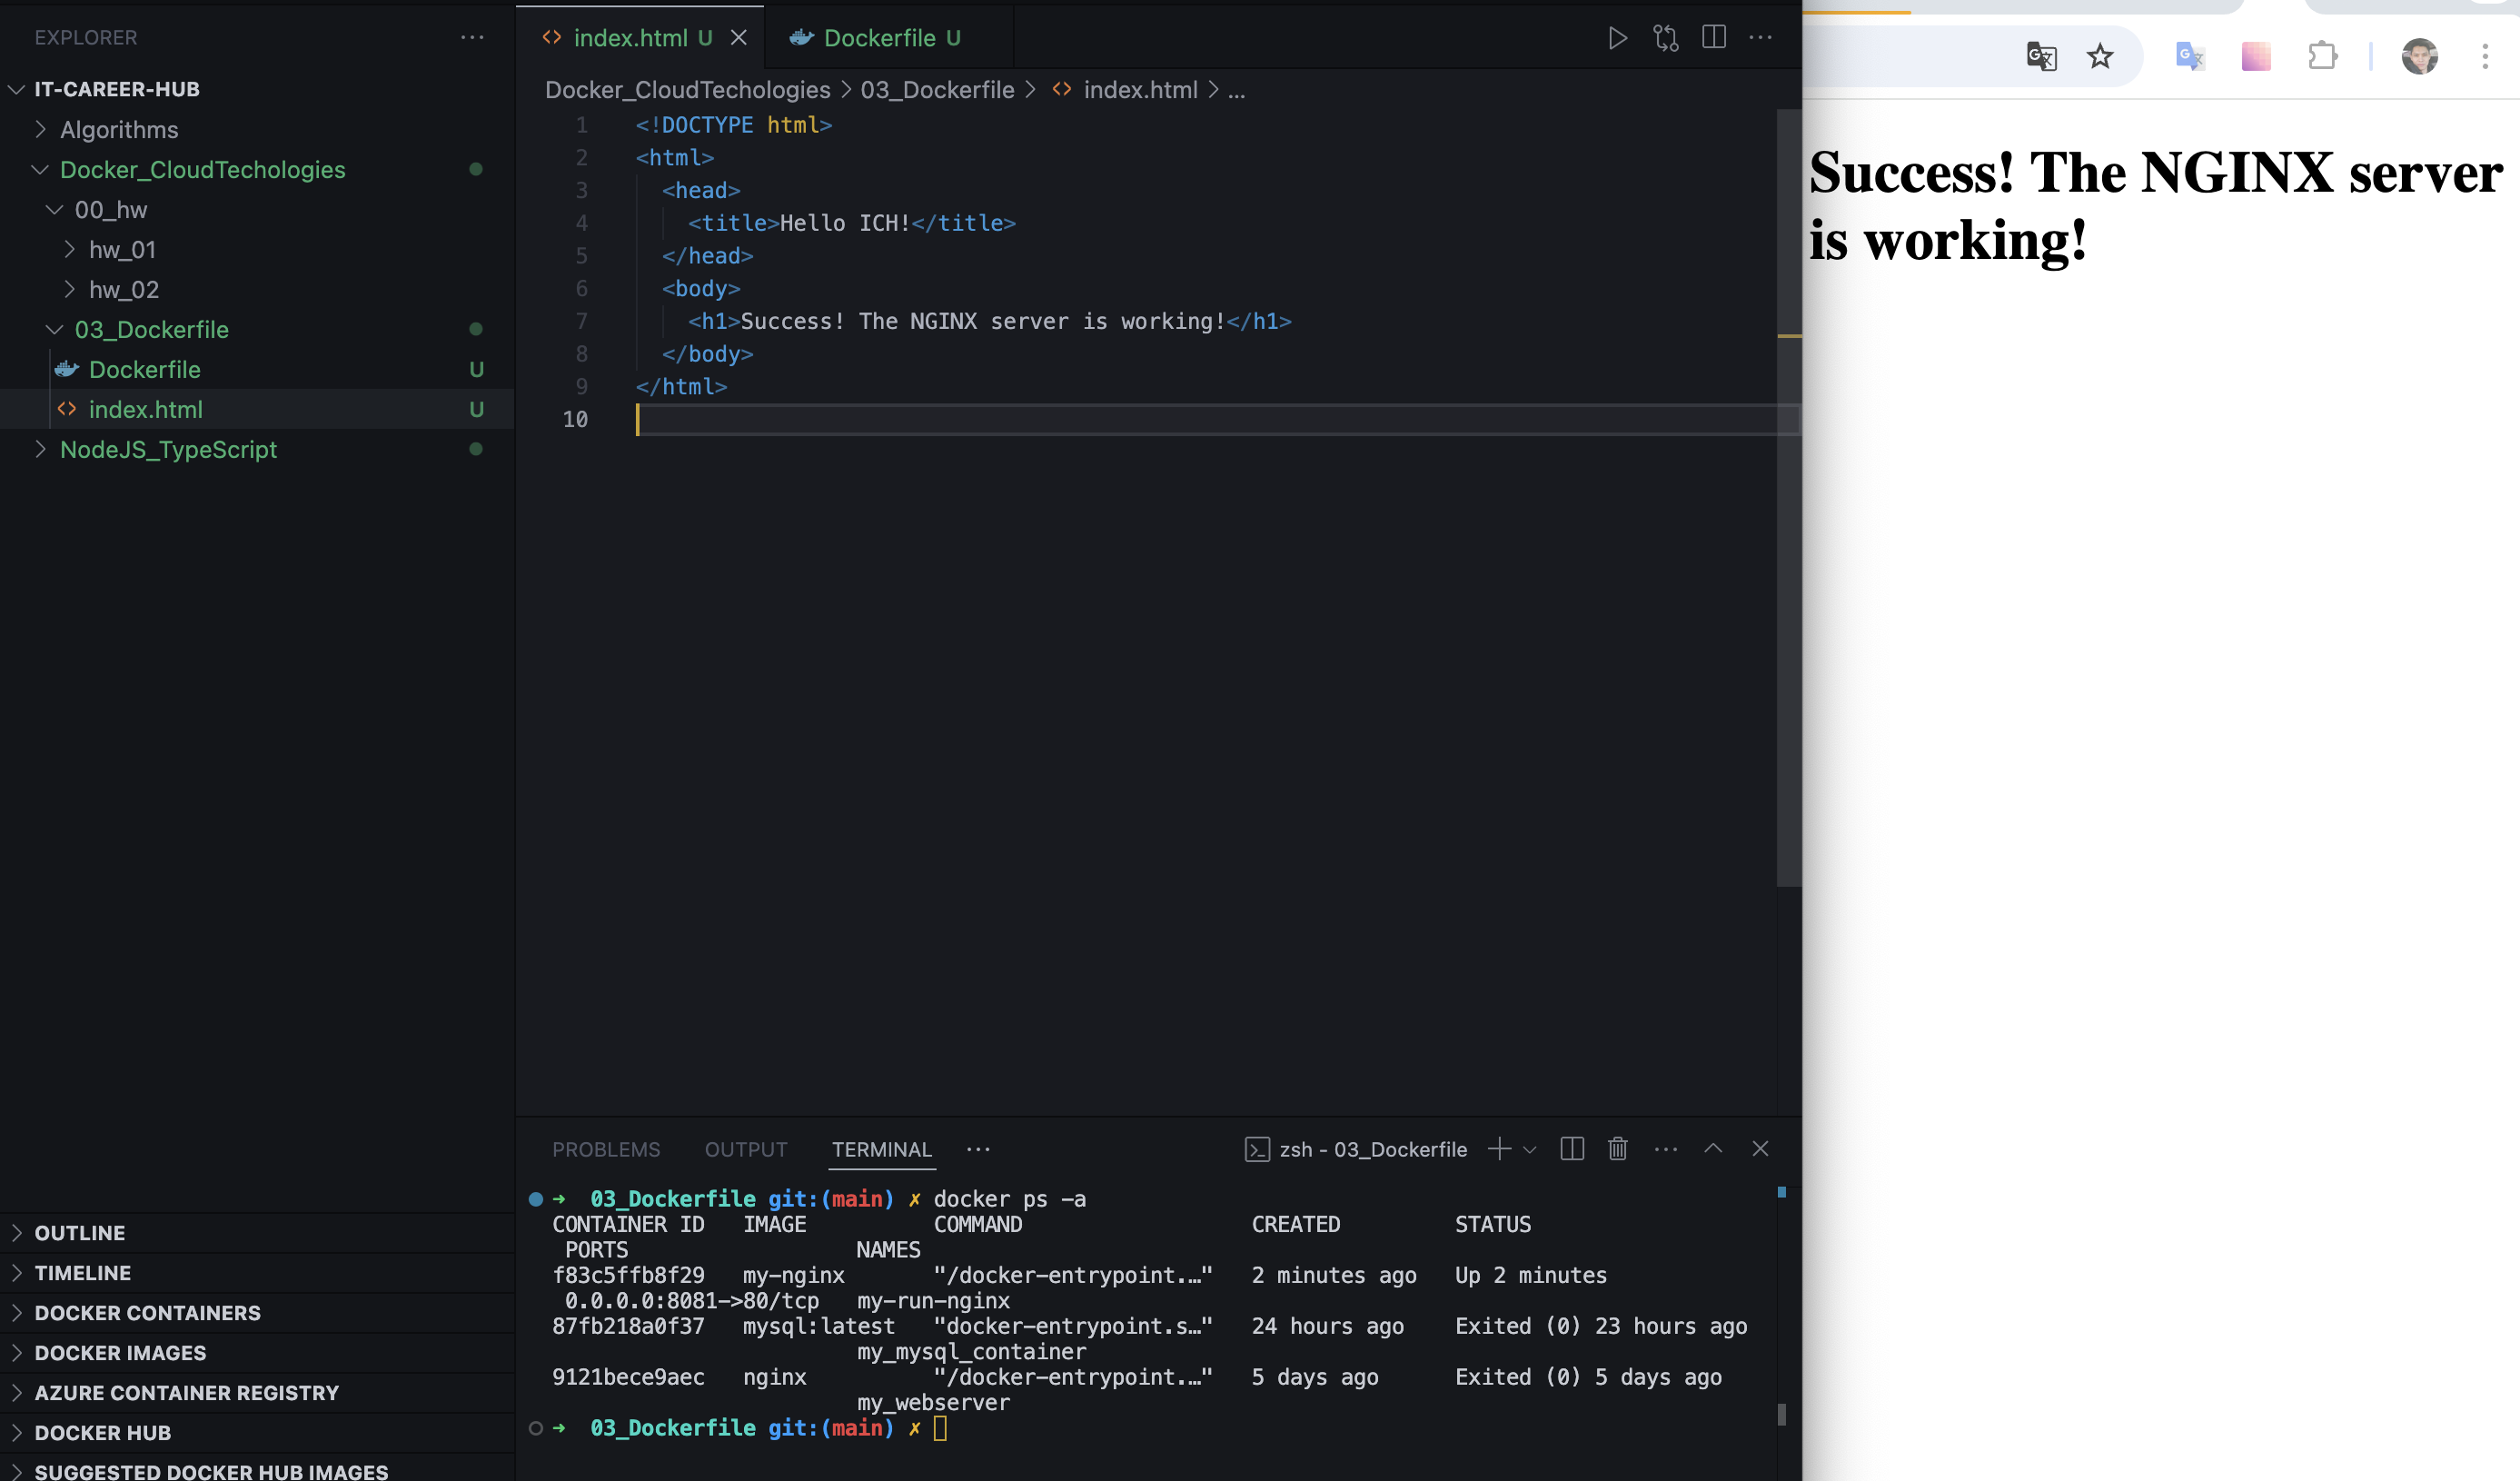 EXPLORER
IT-CAREER-HUB
Algorithms
Docker_CloudTechologies
00_hw
hw_01
hw_02
03_Dockerfile
Dockerfile U
index.html U
NodeJS_TypeScript
OUTLINE
TIMELINE
DOCKER CONTAINERS
DOCKER IMAGES
AZURE CONTAINER REGISTRY
DOCKER HUB
SUGGESTED DOCKER HUB IMAGES
index.html U
Dockerfile U
Docker_CloudTechologies > 03_Dockerfile > index.html > ...
1 <!DOCTYPE html>
2 <html>
3 <head>
4 <title>Hello ICH!</title>
5 </head>
6 <body>
7 <h1>Success! The NGINX server is working!</h1>
8 </body>
9 </html>
10
PROBLEMS OUTPUT TERMINAL
zsh - 03_Dockerfile
➜ 03_Dockerfile git:(main) ✗ docker ps -a
CONTAINER ID IMAGE COMMAND CREATED STATUS
PORTS NAMES
f83c5ffb8f29 my-nginx "/docker-entrypoint.…" 2 minutes ago Up 2 minutes
0.0.0.0:8081->80/tcp my-run-nginx
87fb218a0f37 mysql:latest "docker-entrypoint.s…" 24 hours ago Exited (0) 23 hours ago
my_mysql_container
9121bece9aec nginx "/docker-entrypoint.…" 5 days ago Exited (0) 5 days ago
my_webserver
➜ 03_Dockerfile git:(main) ✗
Success! The NGINX server
is working!